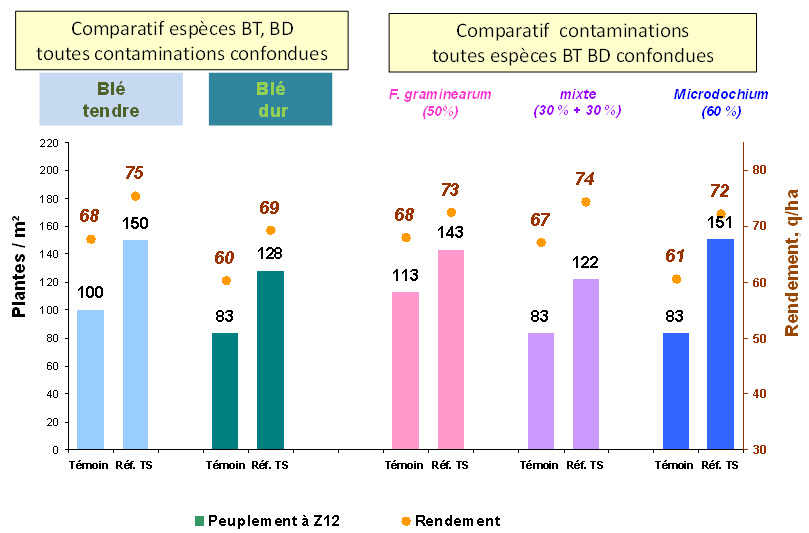 Comparatif espèces BT, BD
toutes contaminations confondues
Comparatif contaminations
toutes espèces BT BD confondues
Blé
tendre
Blé
dur
F. graminearum
(50%)
mixte
(30 % + 30 %)
Microdochium
(60 %)
Plantes / m²
220
200
180
160
140
120
100
80
60
40
20
0
68
75
100
150
60
69
83
128
68
73
113
143
67
74
83
122
61
72
83
151
80
70
60
50
40
30
Rendement, q/ha
Témoin Réf. TS
Témoin Réf. TS
Témoin Réf. TS
Témoin Réf. TS
Témoin Réf. TS
Peuplement à Z12
Rendement